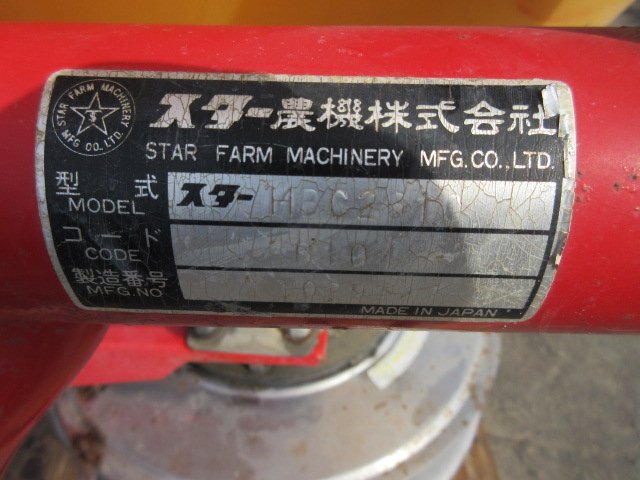 STAR FARM MACHINERY MFG. CO., LTD.
スター農機株式会社
STAR FARM MACHINERY MFG.CO.,LTD.
型式 スター
MODEL
コード
CODE
製造番号
MFG.NO.
MADE IN JAPAN